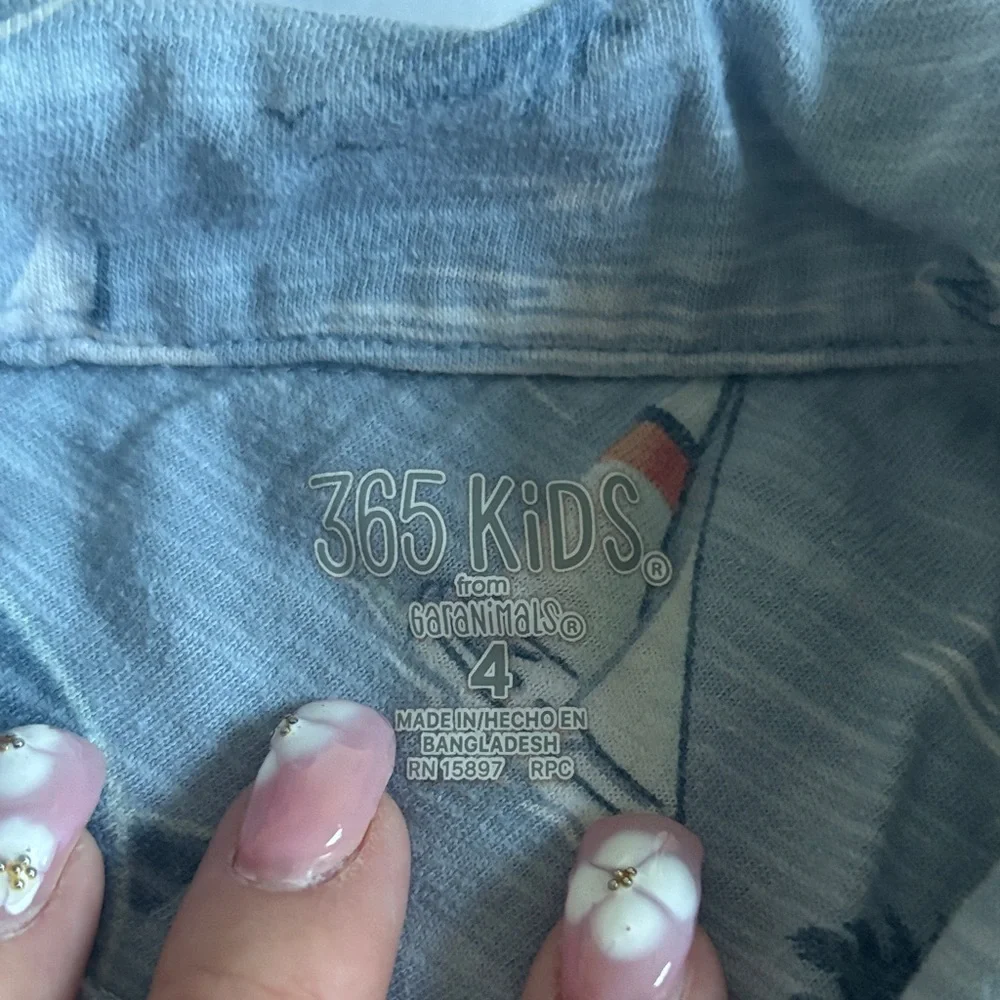 365 KiDS®
from
GaraNiMaLS®
4
MADE IN/HECHO EN
BANGLADESH
RN 15897 RPC